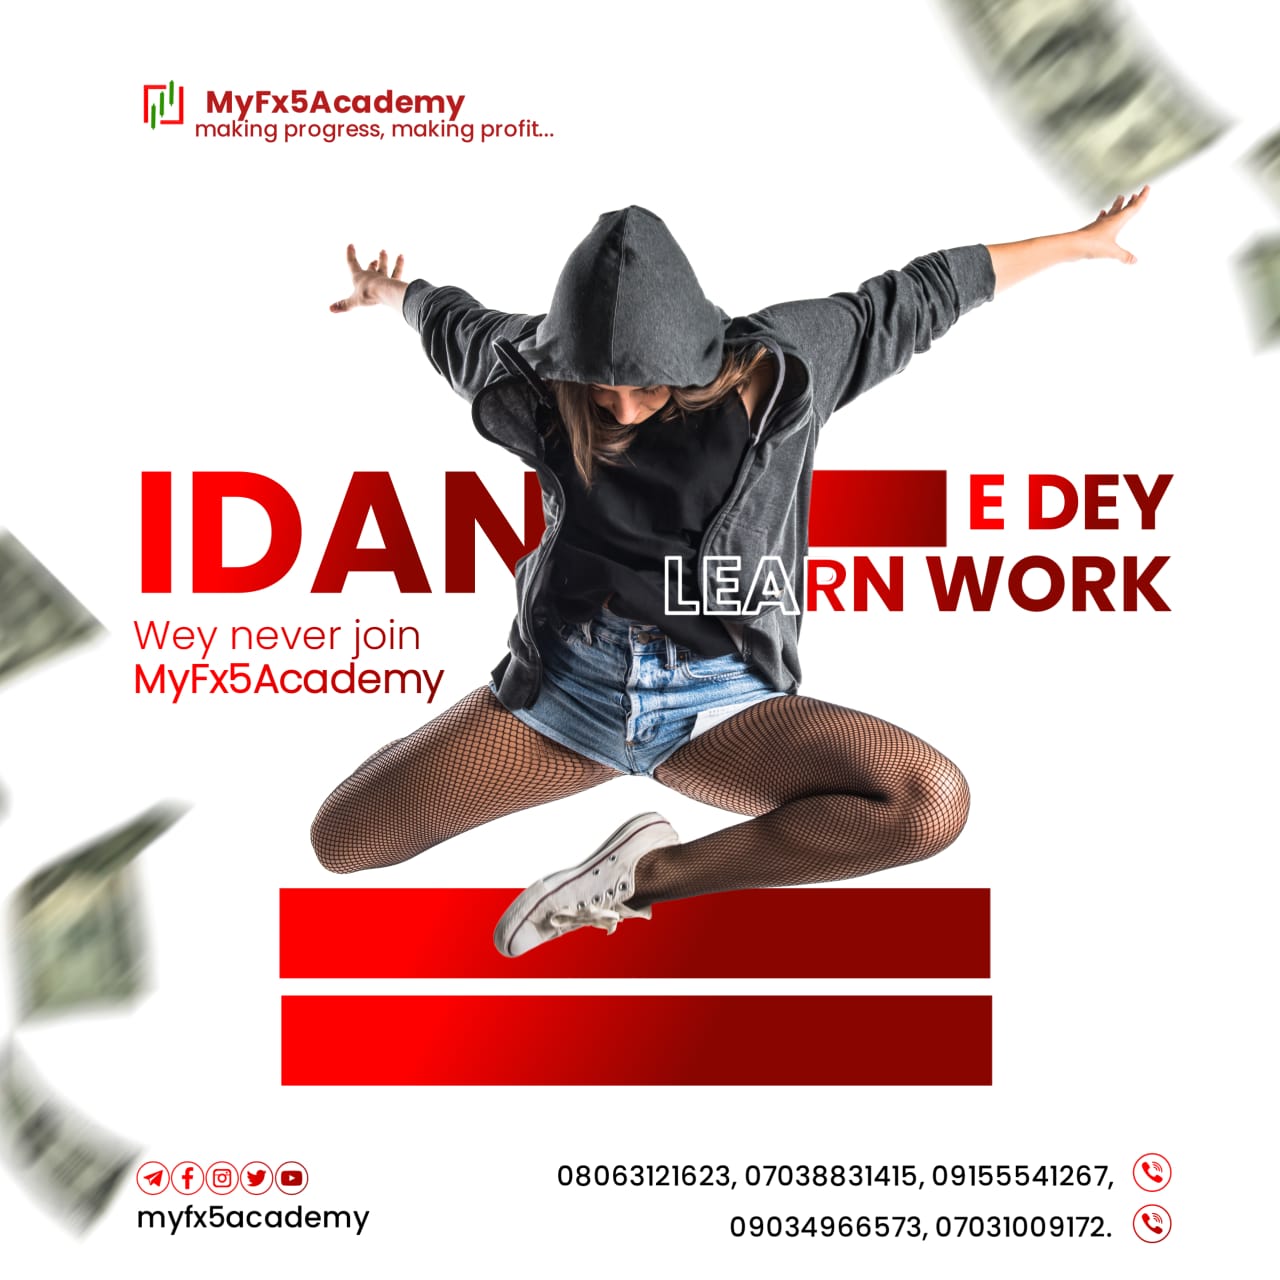 MyFx5Academy
making progress, making profit...
IDAN
Wey never join
MyFx5Academy
E DEY
LEARN WORK
myfx5academy
08063121623, 07038831415, 09155541267,
09034966573, 07031009172.